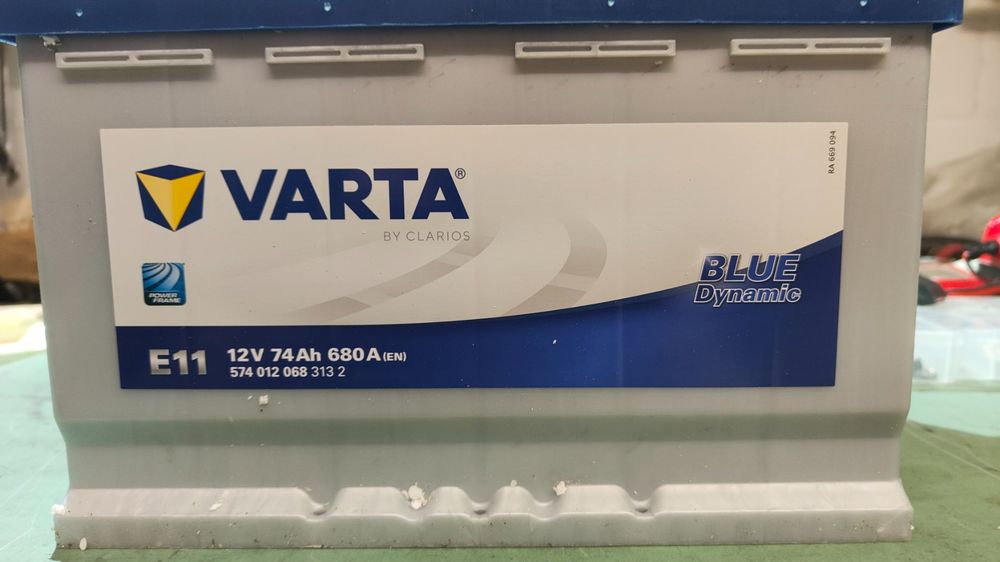 VARTA®
BY CLARIOS
POWER
FRAME
BLUE
Dynamic
E11
12V 74Ah 680A (EN)
574 012 068 313 2
RA 669 094